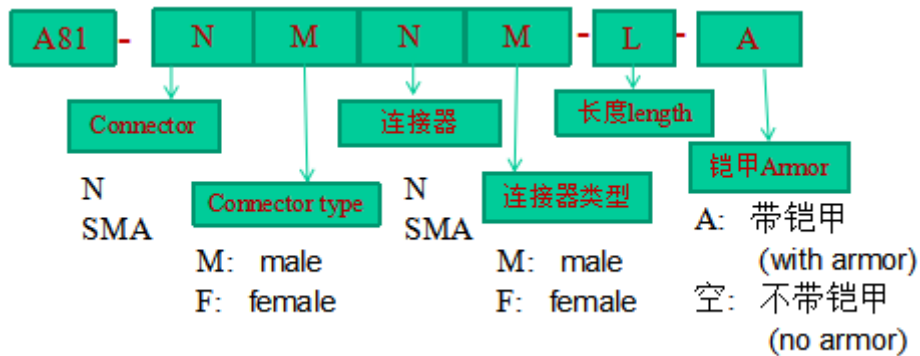 A81 - N M N M - L - A
Connector
连接器
长度length
铠甲Armor
N
SMA
Connector type
M: male
F: female
N
SMA
连接器类型
M: male
F: female
A: 带铠甲
(with armor)
空: 不带铠甲
(no armor)